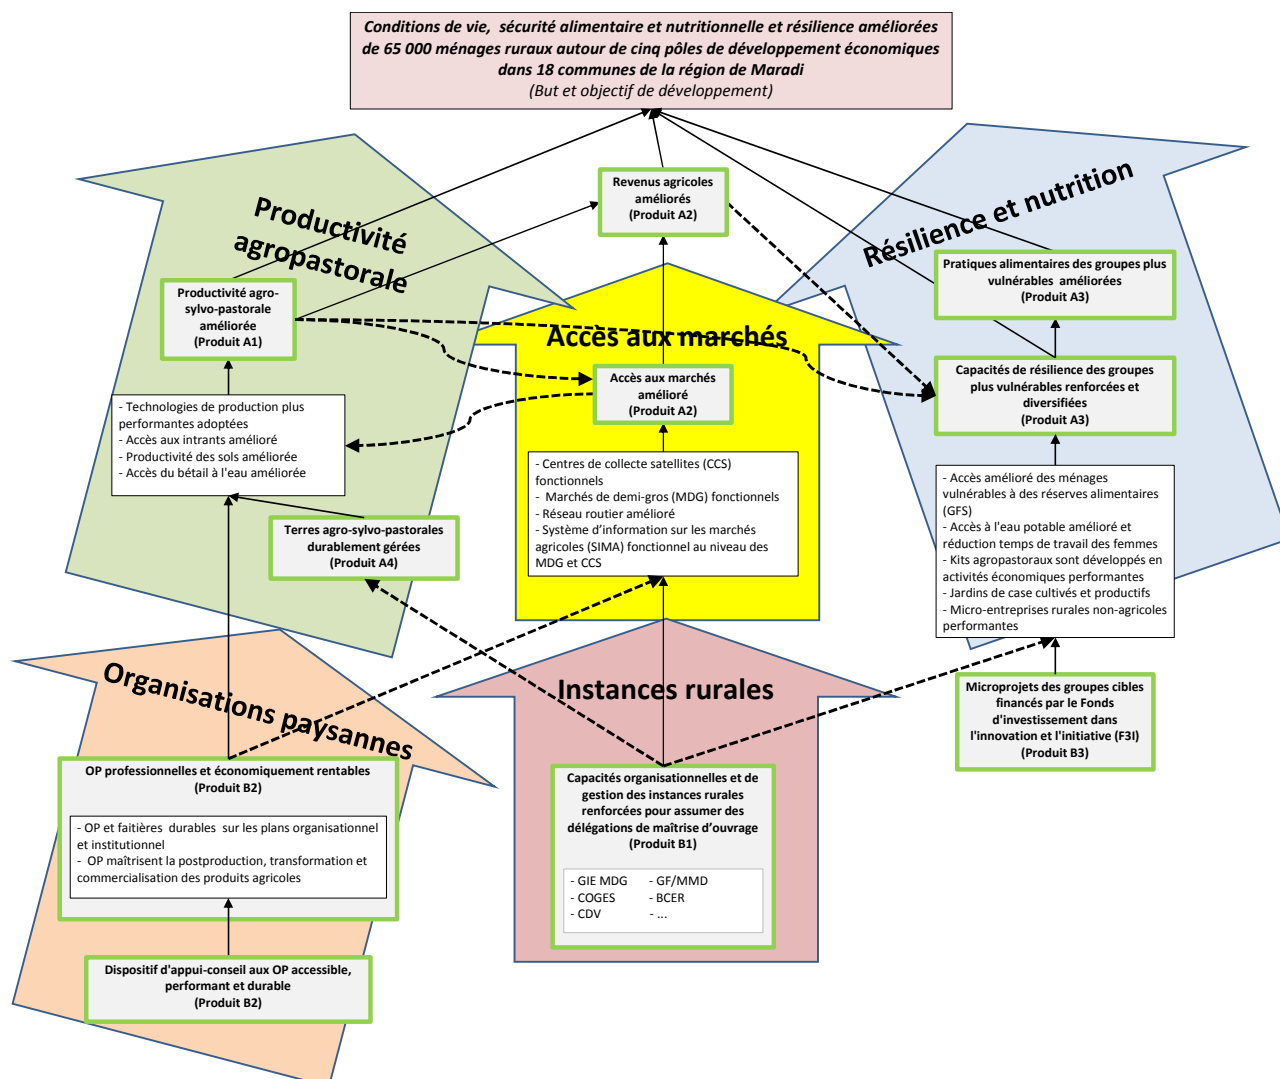 Conditions de vie, sécurité alimentaire et nutritionnelle et résilience améliorées
de 65 000 ménages ruraux autour de cinq pôles de développement économiques
dans 18 communes de la région de Maradi
(But et objectif de développement)
Productivité
agropastorale
Revenus agricoles
améliorés
(Produit A2)
Résilience et nutrition
Pratiques alimentaires des groupes plus
vulnérables améliorées
(Produit A3)
Productivité agro-
sylvo-pastorale
améliorée
(Produit A1)
Accès aux marchés
Accès aux marchés
amélioré
(Produit A2)
Capacités de résilience des groupes
plus vulnérables renforcées et
diversifiées
(Produit A3)
- Technologies de production plus
performantes adoptées
- Accès aux intrants amélioré
- Productivité des sols améliorée
- Accès du bétail à l'eau améliorée
- Centres de collecte satellites (CCS)
fonctionnels
- Marchés de demi-gros (MDG) fonctionnels
- Réseau routier amélioré
- Système d'information sur les marchés
agricoles (SIMA) fonctionnel au niveau des
MDG et CCS
- Accès amélioré des ménages
vulnérables à des réserves alimentaires
(GFS)
- Accès à l'eau potable amélioré et
réduction temps de travail des femmes
- Kits agropastoraux sont développés en
activités économiques performantes
- Jardins de case cultivés et productifs
- Micro-entreprises rurales non-agricoles
performantes
Terres agro-sylvo-pastorales
durablement gérées
(Produit A4)
Organisations paysannes
Instances rurales
Microprojets des groupes cibles
financés par le Fonds
d'investissement dans
l'innovation et l'initiative (F3I)
(Produit B3)
OP professionnelles et économiquement rentables
(Produit B2)
- OP et faitières durables sur les plans organisationnel
et institutionnel
- OP maîtrisent la postproduction, transformation et
commercialisation des produits agricoles
Capacités organisationnelles et de
gestion des instances rurales
renforcées pour assumer des
délégations de maîtrise d'ouvrage
(Produit B1)
- GIE MDG - GF/MMD
- COGES - BCER
- CDV - ...
Dispositif d'appui-conseil aux OP accessible,
performant et durable
(Produit B2)